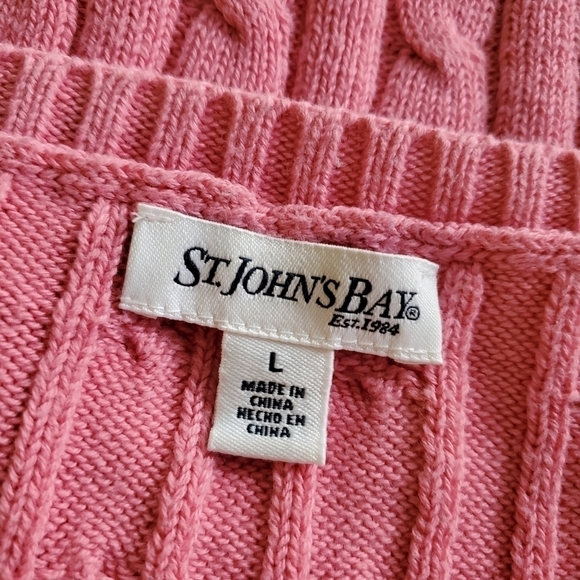 ST. JOHN'S BAY®
EST. 1984
L
MADE IN
CHINA
HECHO EN
CHINA